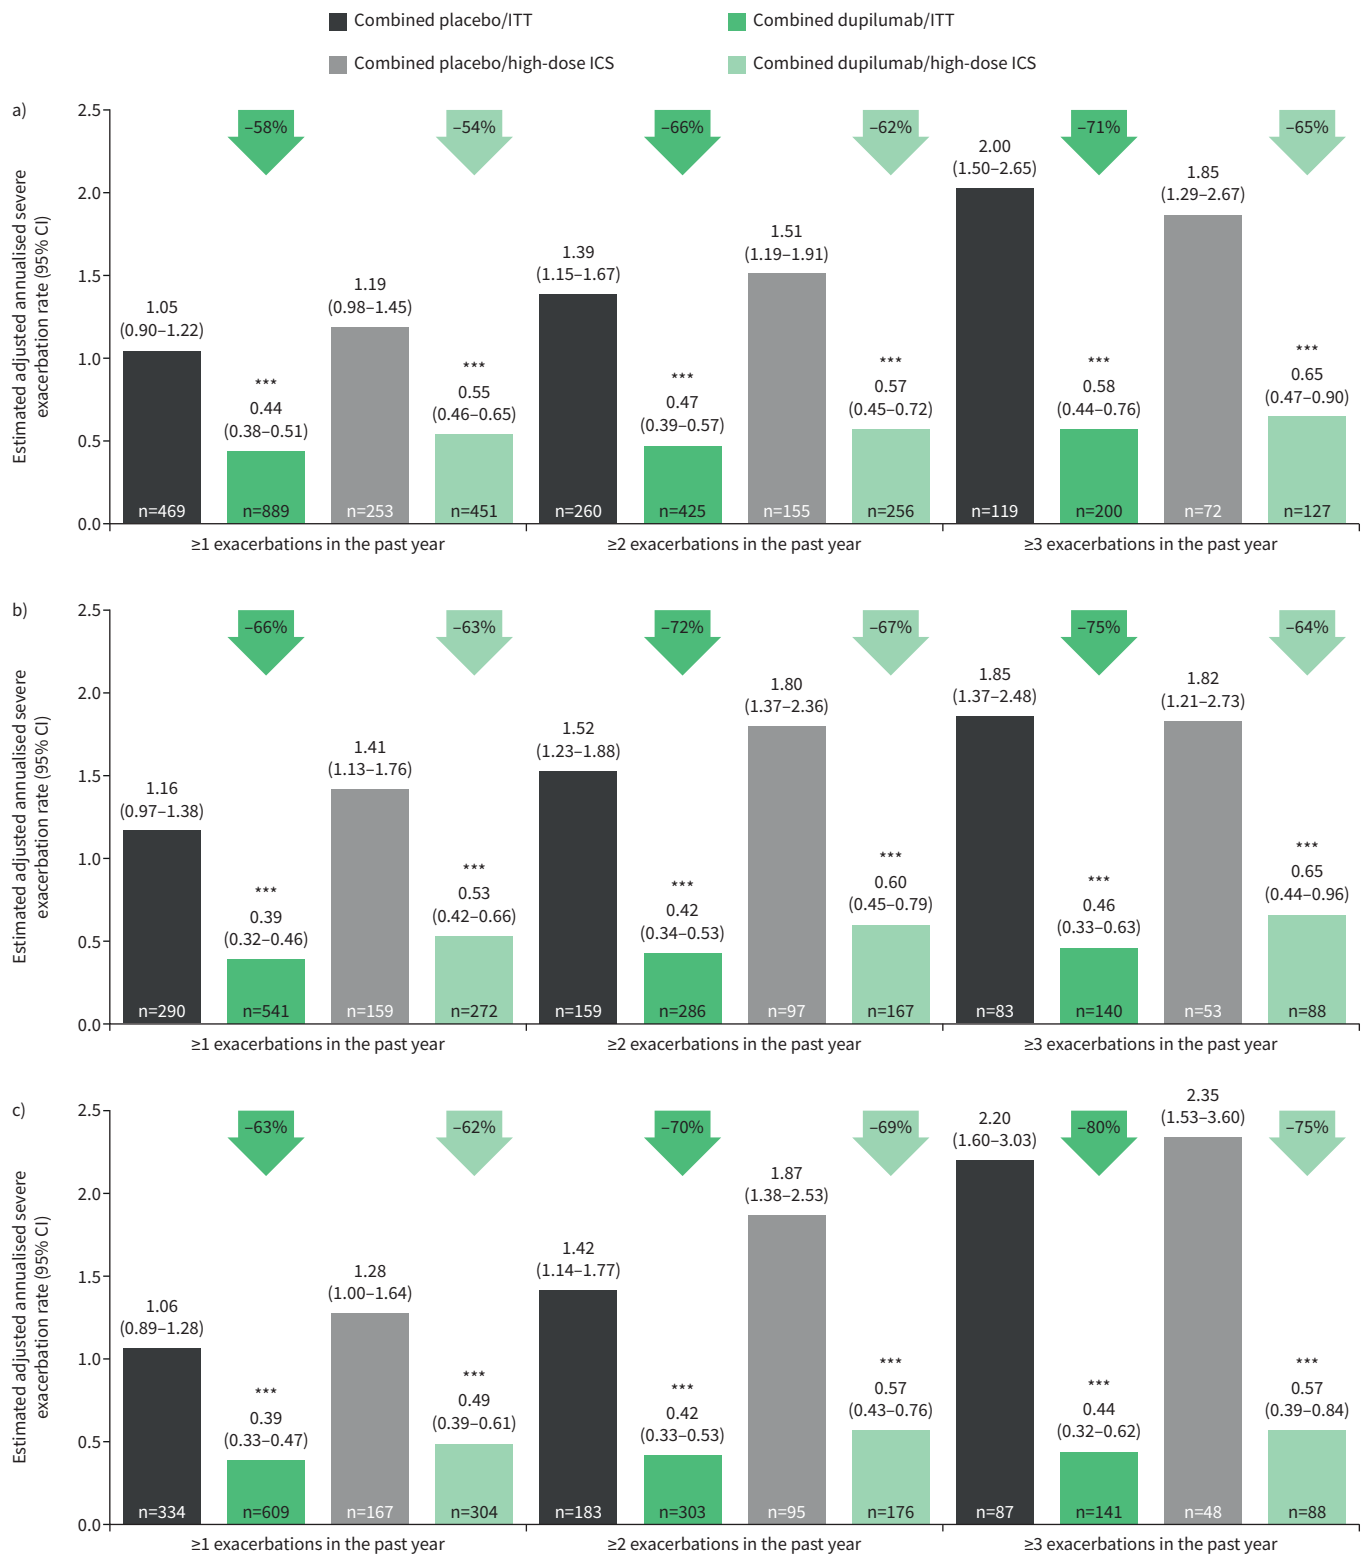 Combined placebo/ITT
Combined dupilumab/ITT
Combined placebo/high-dose ICS
Combined dupilumab/high-dose ICS
a)
Estimated adjusted annualised severe
exacerbation rate (95% CI)
2.5
2.0
1.5
1.0
0.5
0.0
–58%
–54%
–66%
–62%
–71%
–65%
1.05
(0.90–1.22)
***
0.44
(0.38–0.51)
1.19
(0.98–1.45)
***
0.55
(0.46–0.65)
1.39
(1.15–1.67)
***
0.47
(0.39–0.57)
1.51
(1.19–1.91)
***
0.57
(0.45–0.72)
2.00
(1.50–2.65)
***
0.58
(0.44–0.76)
1.85
(1.29–2.67)
***
0.65
(0.47–0.90)
n=469
n=889
n=253
n=451
n=260
n=425
n=155
n=256
n=119
n=200
n=72
n=127
≥1 exacerbations in the past year
≥2 exacerbations in the past year
≥3 exacerbations in the past year
b)
Estimated adjusted annualised severe
exacerbation rate (95% CI)
2.5
2.0
1.5
1.0
0.5
0.0
–66%
–63%
–72%
–67%
–75%
–64%
1.16
(0.97–1.38)
***
0.39
(0.32–0.46)
1.41
(1.13–1.76)
***
0.53
(0.42–0.66)
1.52
(1.23–1.88)
***
0.42
(0.34–0.53)
1.80
(1.37–2.36)
***
0.60
(0.45–0.79)
1.85
(1.37–2.48)
***
0.46
(0.33–0.63)
1.82
(1.21–2.73)
***
0.65
(0.44–0.96)
n=290
n=541
n=159
n=272
n=159
n=286
n=97
n=167
n=83
n=140
n=53
n=88
≥1 exacerbations in the past year
≥2 exacerbations in the past year
≥3 exacerbations in the past year
c)
Estimated adjusted annualised severe
exacerbation rate (95% CI)
2.5
2.0
1.5
1.0
0.5
0.0
–63%
–62%
–70%
–69%
–80%
–75%
1.06
(0.89–1.28)
***
0.39
(0.33–0.47)
1.28
(1.00–1.64)
***
0.49
(0.39–0.61)
1.42
(1.14–1.77)
***
0.42
(0.33–0.53)
1.87
(1.38–2.53)
***
0.57
(0.43–0.76)
2.20
(1.60–3.03)
***
0.44
(0.32–0.62)
2.35
(1.53–3.60)
***
0.57
(0.39–0.84)
n=334
n=609
n=167
n=304
n=183
n=303
n=95
n=176
n=87
n=141
n=48
n=88
≥1 exacerbations in the past year
≥2 exacerbations in the past year
≥3 exacerbations in the past year